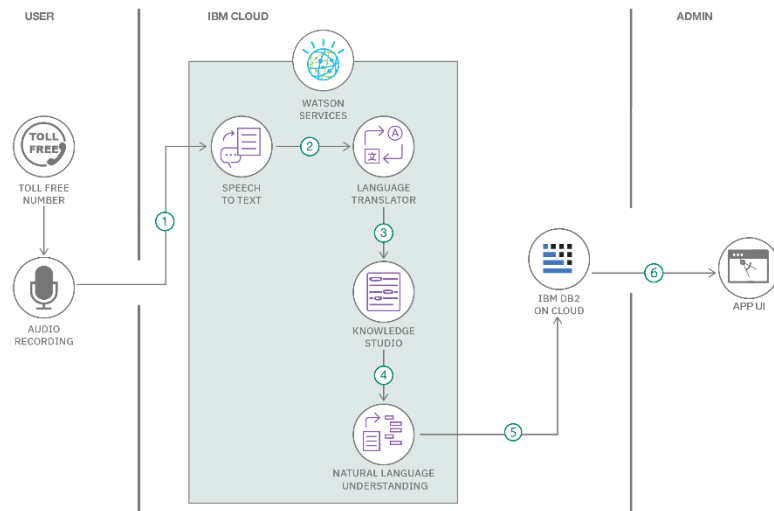 USER
IBM CLOUD
ADMIN
WATSON
SERVICES
TOLL
FREE
TOLL FREE
NUMBER
1
SPEECH
TO TEXT
2
A
文
LANGUAGE
TRANSLATOR
3
AUDIO
RECORDING
KNOWLEDGE
STUDIO
4
NATURAL LANGUAGE
UNDERSTANDING
5
IBM DB2
ON CLOUD
6
APP UI